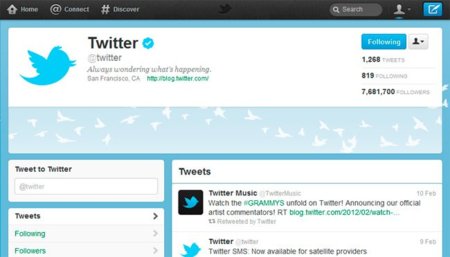 Home
@ Connect
# Discover
Search
Twitter
@twitter
Always wondering what's happening.
San Francisco, CA http://blog.twitter.com/
Following
1,268 TWEETS
819 FOLLOWING
7,681,700 FOLLOWERS
Tweet to Twitter
@twitter
Tweets
Following
Followers
Tweets
Twitter Music @TwitterMusic 10 Feb
Watch the #GRAMMYS unfold on Twitter! Announcing our official
artist commentators! RT blog.twitter.com/2012/02/watch-...
Retweeted by Twitter
Twitter @twitter 9 Feb
Twitter SMS: Now available for satellite providers